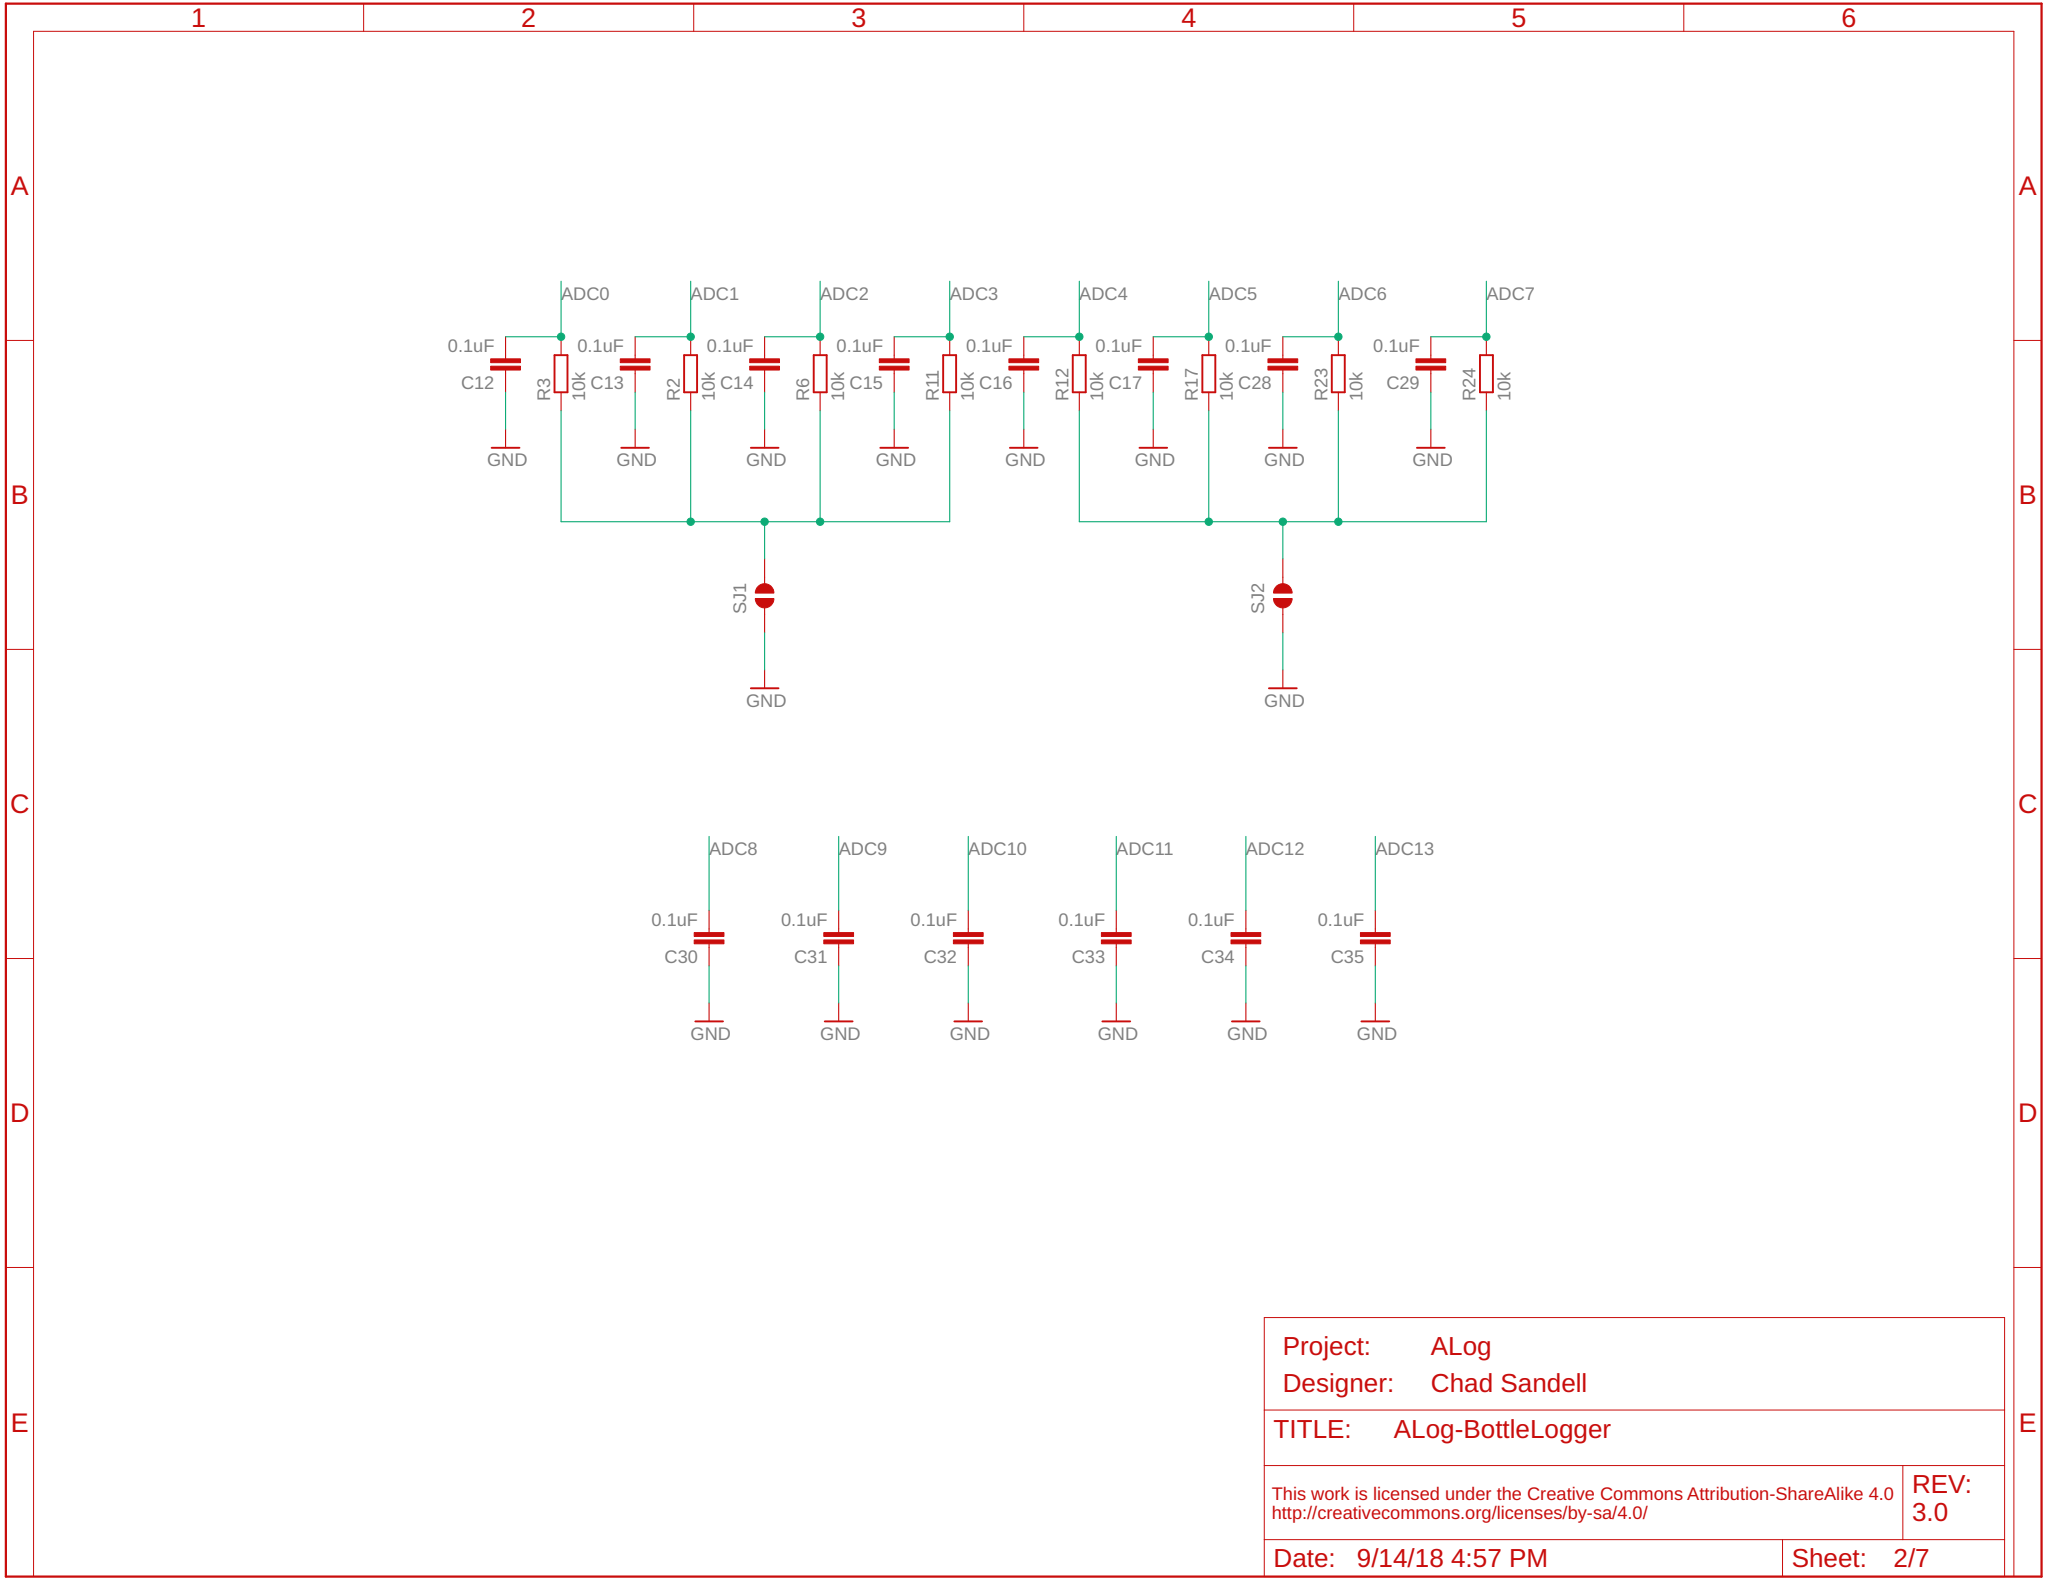 1 2 3 4 5 6
A A
ADC0 ADC1 ADC2 ADC3 ADC4 ADC5 ADC6 ADC7
0.1uF 0.1uF 0.1uF 0.1uF 0.1uF 0.1uF 0.1uF 0.1uF
C12 R3 10k C13 R2 10k C14 R6 10k C15 R11 10k C16 R12 10k C17 R17 10k C28 R23 10k C29 R24 10k
GND GND GND GND GND GND GND GND
B B
SJ1 SJ2
GND GND
C C
ADC8 ADC9 ADC10 ADC11 ADC12 ADC13
0.1uF 0.1uF 0.1uF 0.1uF 0.1uF 0.1uF
C30 C31 C32 C33 C34 C35
GND GND GND GND GND GND
D D
E E
Project: ALog
Designer: Chad Sandell
TITLE: ALog-BottleLogger
This work is licensed under the Creative Commons Attribution-ShareAlike 4.0
http://creativecommons.org/licenses/by-sa/4.0/
REV:
3.0
Date: 9/14/18 4:57 PM
Sheet: 2/7